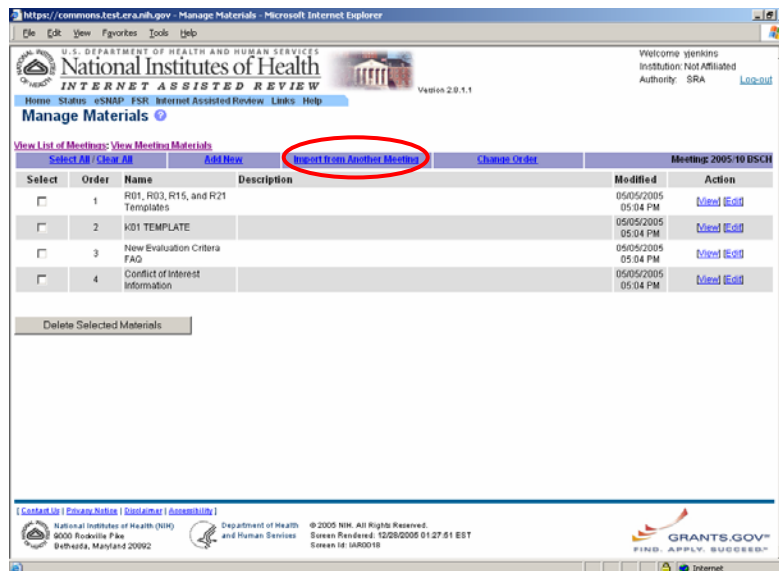 https://commons.test.era.nih.gov - Manage Materials - Microsoft Internet Explorer
File Edit View Favorites Tools Help
U.S. DEPARTMENT OF HEALTH AND HUMAN SERVICES
National Institutes of Health
INTERNET ASSISTED REVIEW
Version 2.8.1.1
Welcome yjenkins
Institution: Not Affiliated
Authority: SRA Log-out
Home Status eSNAP FSR Internet Assisted Review Links Help
Manage Materials
View List of Meetings: View Meeting Materials
Select All / Clear All Add New Import from Another Meeting Change Order Meeting: 2005/10 BSCH
Select Order Name Description Modified Action
1 R01, R03, R15, and R21 Templates 05/05/2005 05:04 PM [View] [Edit]
2 K01 TEMPLATE 05/05/2005 05:04 PM [View] [Edit]
3 New Evaluation Critera FAQ 05/05/2005 05:04 PM [View] [Edit]
4 Conflict of Interest Information 05/05/2005 05:04 PM [View] [Edit]
Delete Selected Materials
[ Contact Us | Privacy Notice | Disclaimer | Accessibility ]
National Institutes of Health (NIH)
9000 Rockville Pike
Bethesda, Maryland 20892
Department of Health
and Human Services
© 2005 NIH. All Rights Reserved.
Screen Rendered: 12/28/2005 01:27:51 EST
Screen Id: IAR0018
GRANTS.GOV
FIND. APPLY. SUCCEED.
Internet